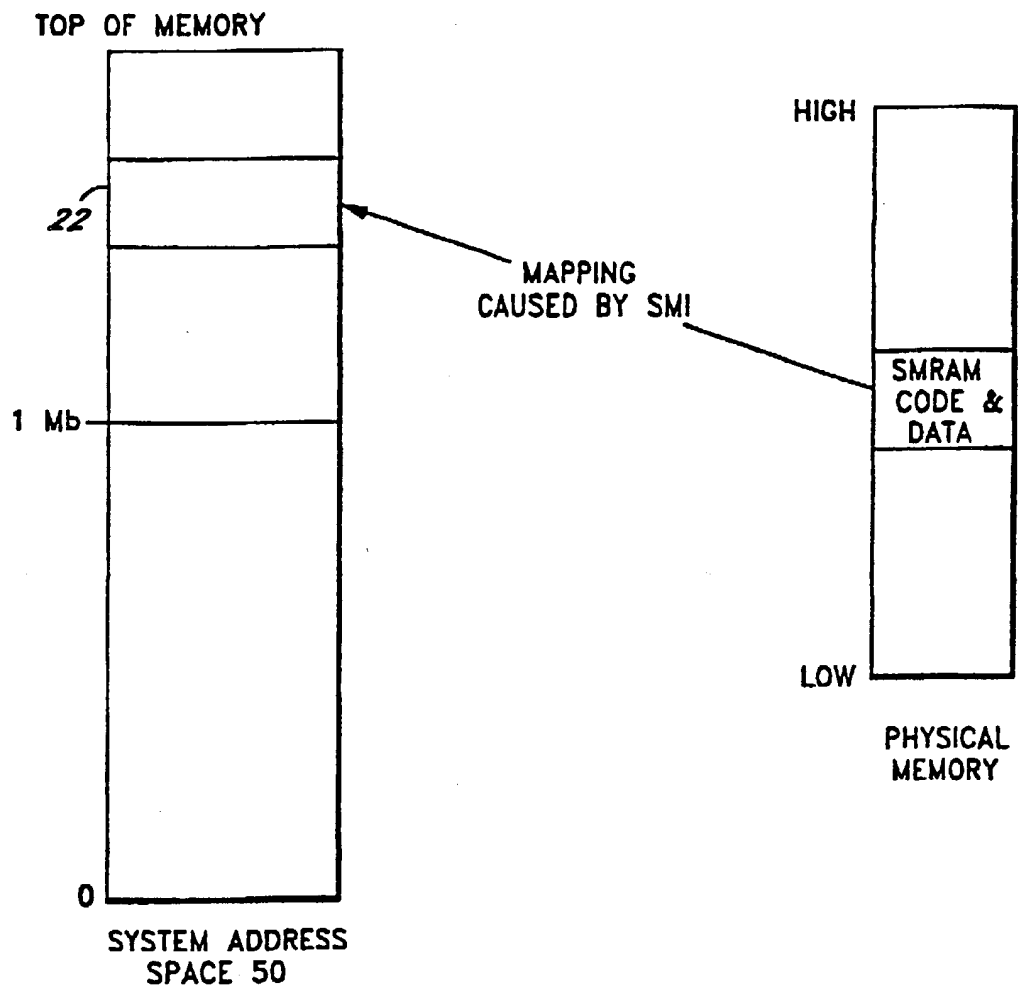 TOP OF MEMORY
22
1 Mb
0
SYSTEM ADDRESS
SPACE 50
MAPPING
CAUSED BY SMI
HIGH
SMRAM
CODE &
DATA
LOW
PHYSICAL
MEMORY